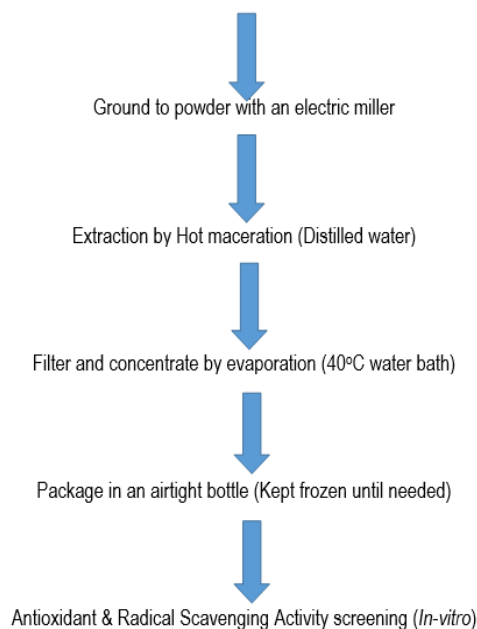 Ground to powder with an electric miller
Extraction by Hot maceration (Distilled water)
Filter and concentrate by evaporation (40ºC water bath)
Package in an airtight bottle (Kept frozen until needed)
Antioxidant & Radical Scavenging Activity screening (In-vitro)